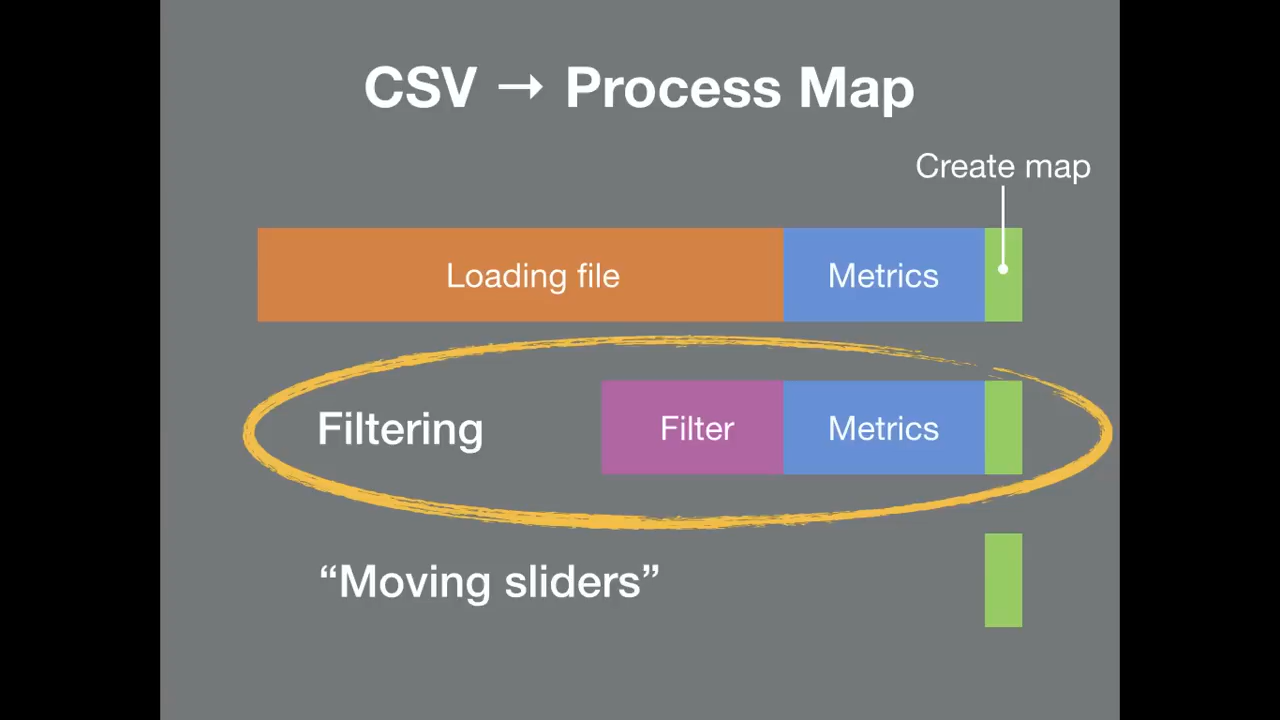 CSV → Process Map
Create map
Loading file
Metrics
Filtering
Filter
Metrics
“Moving sliders”